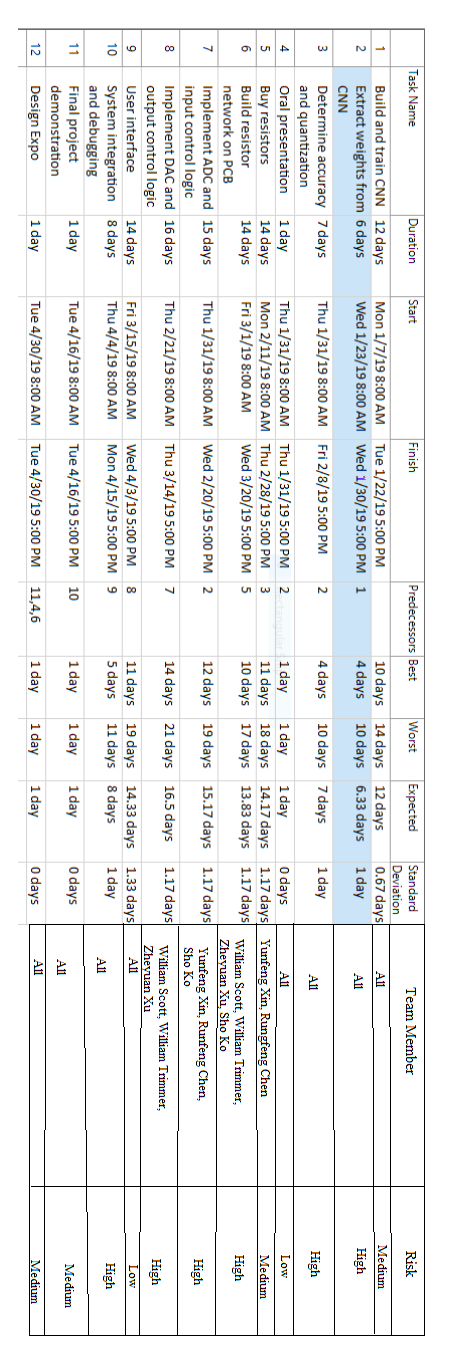 Task Name Duration Start Finish Predecessors Best Worst Expected Standard Deviation Team Member Risk
1 Build and train CNN 12 days Mon 1/7/19 8:00 AM Tue 1/22/19 5:00 PM 10 days 14 days 12 days 0.67 days All Medium
2 Extract weights from CNN 6 days Wed 1/23/19 8:00 AM Wed 1/30/19 5:00 PM 1 4 days 10 days 6.33 days 1 day All High
3 Determine accuracy and quantization 7 days Thu 1/31/19 8:00 AM Fri 2/8/19 5:00 PM 2 4 days 10 days 7 days 1 day All High
4 Oral presentation 1 day Thu 1/31/19 8:00 AM Thu 1/31/19 5:00 PM 2 1 day 1 day 1 day 0 days All Low
5 Buy resistors 14 days Mon 2/11/19 8:00 AM Thu 2/28/19 5:00 PM 3 11 days 18 days 14.17 days 1.17 days Yunfeng Xin, Rungfeng Chen Medium
6 Build resistor network on PCB 14 days Fri 3/1/19 8:00 AM Wed 3/20/19 5:00 PM 5 10 days 17 days 13.83 days 1.17 days William Scott, William Trimmer, Zheyuan Xu, Sho Ko High
7 Implement ADC and input control logic 15 days Thu 1/31/19 8:00 AM Wed 2/20/19 5:00 PM 2 12 days 19 days 15.17 days 1.17 days Yunfeng Xin, Runfeng Chen, Sho Ko High
8 Implement DAC and output control logic 16 days Thu 2/21/19 8:00 AM Thu 3/14/19 5:00 PM 7 14 days 21 days 16.5 days 1.17 days William Scott, William Trimmer, Zheyuan Xu High
9 User interface 14 days Fri 3/15/19 8:00 AM Wed 4/3/19 5:00 PM 8 11 days 19 days 14.33 days 1.33 days All Low
10 System integration and debugging 8 days Thu 4/4/19 8:00 AM Mon 4/15/19 5:00 PM 9 5 days 11 days 8 days 1 day All High
11 Final project demonstration 1 day Tue 4/16/19 8:00 AM Tue 4/16/19 5:00 PM 10 1 day 1 day 1 day 0 days All Medium
12 Design Expo 1 day Tue 4/30/19 8:00 AM Tue 4/30/19 5:00 PM 11,4,6 1 day 1 day 1 day 0 days All Medium